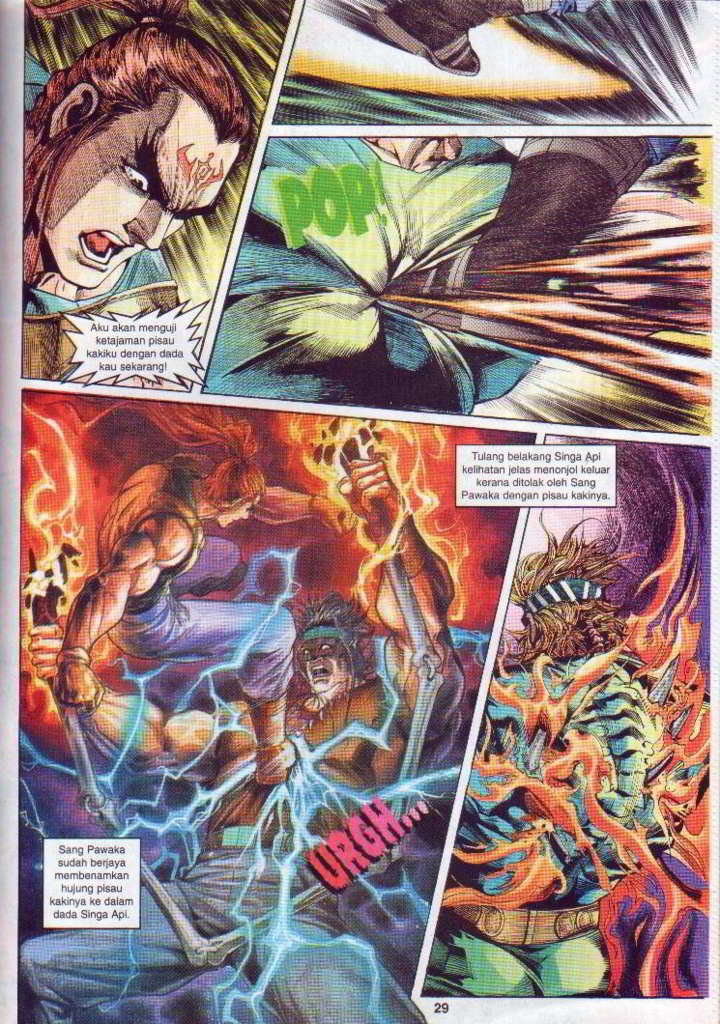 Aku akan menguji
ketajaman pisau
kakiku dengan dada
kau sekarang!
POP!
Tulang belakang Singa Api
kelihatan jelas menonjol keluar
kerana ditolak oleh Sang
Pawaka dengan pisau kakinya.
URGH...
Sang Pawaka
sudah berjaya
membenamkan
hujung pisau
kakinya ke dalam
dada Singa Api.
29